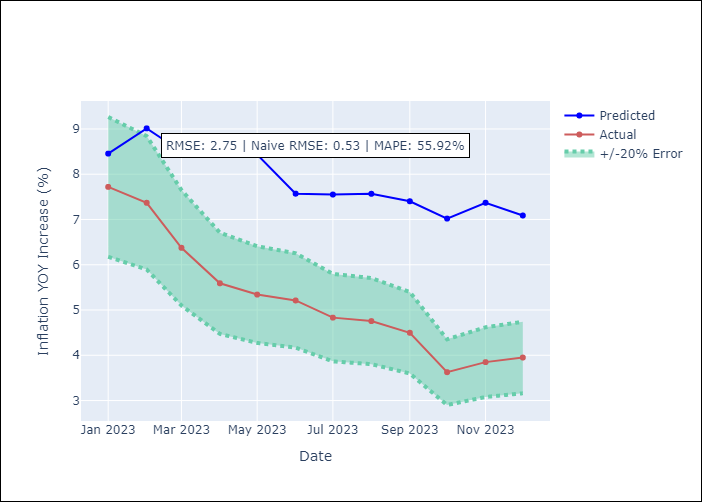 Predicted
Actual
+/-20% Error
RMSE: 2.75 | Naive RMSE: 0.53 | MAPE: 55.92%
Inflation YOY Increase (%)
9
8
7
6
5
4
3
Jan 2023 Mar 2023 May 2023 Jul 2023 Sep 2023 Nov 2023
Date